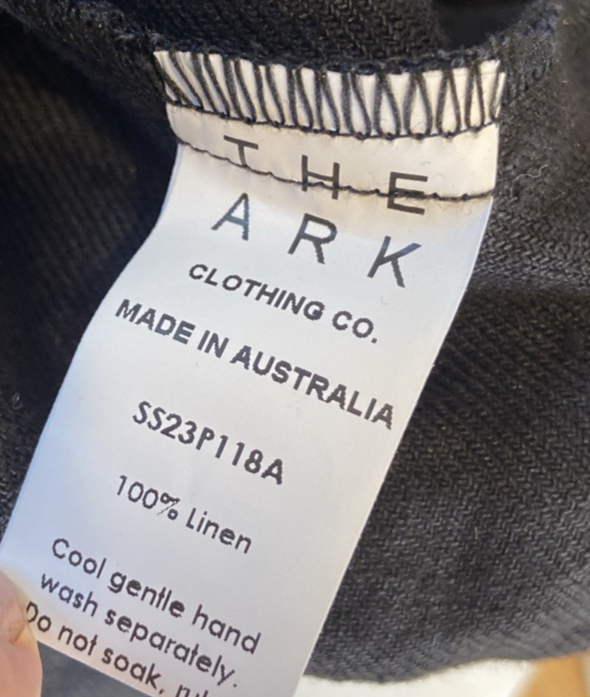 THE
ARK
CLOTHING CO.
MADE IN AUSTRALIA
SS23P118A
100% Linen
Cool gentle hand
wash separately.
Do not soak,